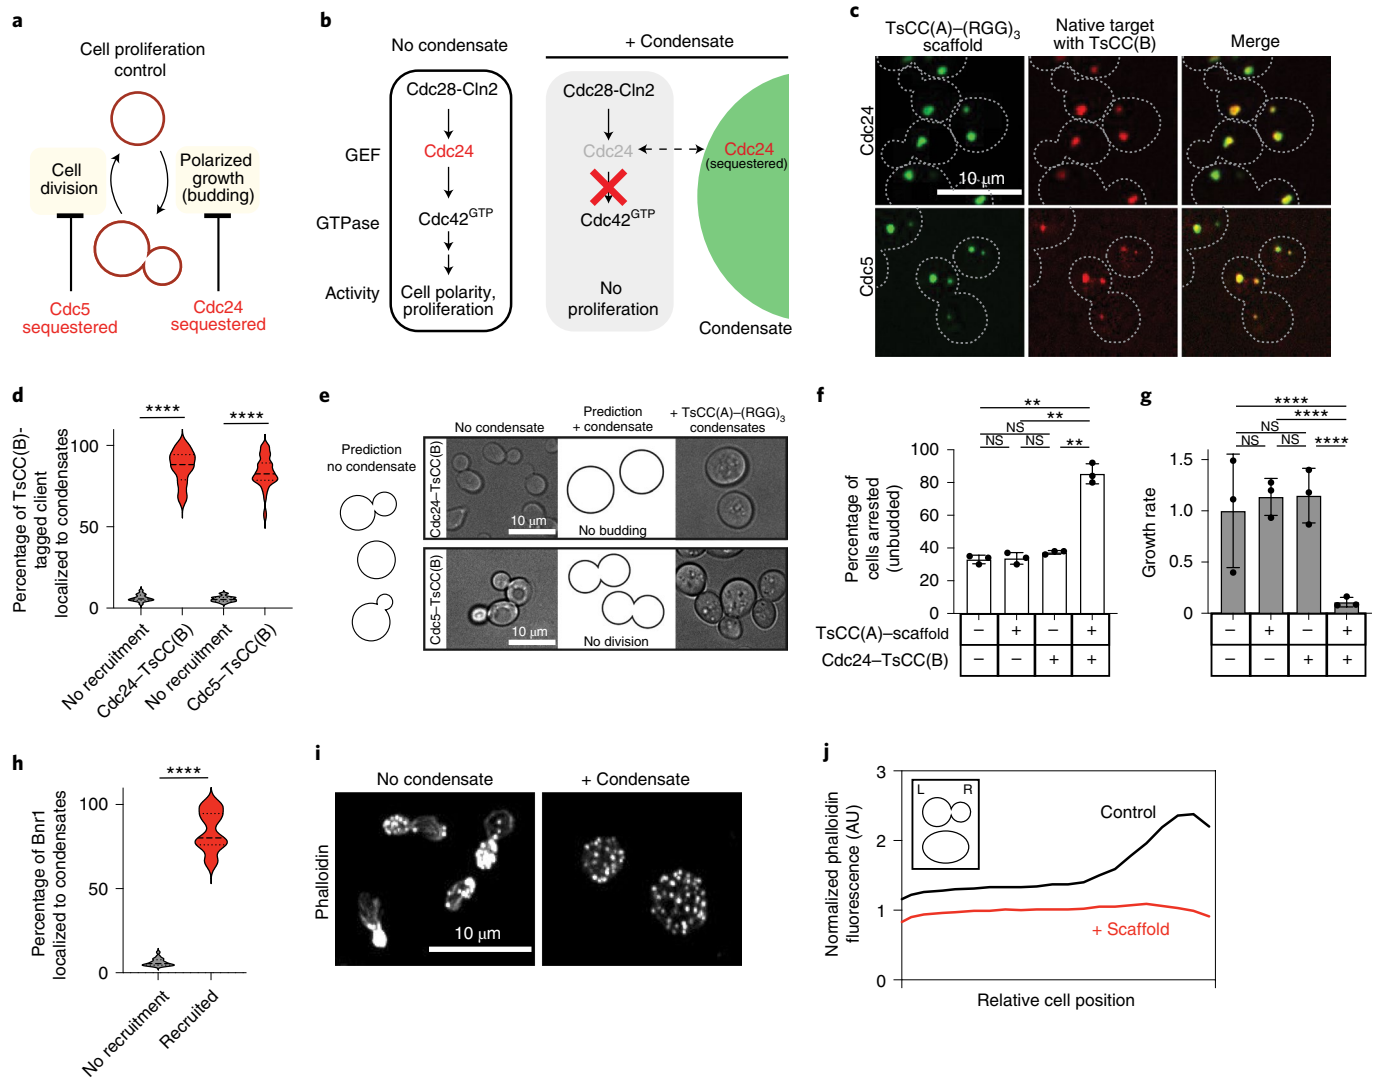 a
Cell proliferation
control
Cell
division
Polarized
growth
(budding)
Cdc5
sequestered
Cdc24
sequestered
b
No condensate
+ Condensate
Cdc28-Cln2
Cdc28-Cln2
GEF
Cdc24
Cdc24
Cdc24
(sequestered)
GTPase
Cdc42GTP
Cdc42GTP
Activity
Cell polarity,
proliferation
No
proliferation
Condensate
c
TsCC(A)–(RGG)3
scaffold
Native target
with TsCC(B)
Merge
Cdc24
10 μm
Cdc5
d
Percentage of TsCC(B)-
tagged client
localized to condensates
****
****
100
50
0
No recruitment
Cdc24–TsCC(B)
No recruitment
Cdc5–TsCC(B)
e
Prediction
no condensate
No condensate
Prediction
+ condensate
+ TsCC(A)–(RGG)3
condensates
Cdc24–TsCC(B)
10 μm
No budding
Cdc5–TsCC(B)
10 μm
No division
f
Percentage of
cells arrested
(unbudded)
**
**
NS
NS
NS
**
100
80
60
40
20
0
TsCC(A)–scaffold
– + – +
Cdc24–TsCC(B)
– – + +
g
Growth rate
****
****
NS
NS
NS
****
1.5
1.0
0.5
0
– + – +
– – + +
h
Percentage of Bnr1
localized to condensates
****
100
50
0
No recruitment
Recruited
i
No condensate
+ Condensate
Phalloidin
10 μm
j
Normalized phalloidin
fluorescence (AU)
3
2
1
0
L R
Control
+ Scaffold
Relative cell position